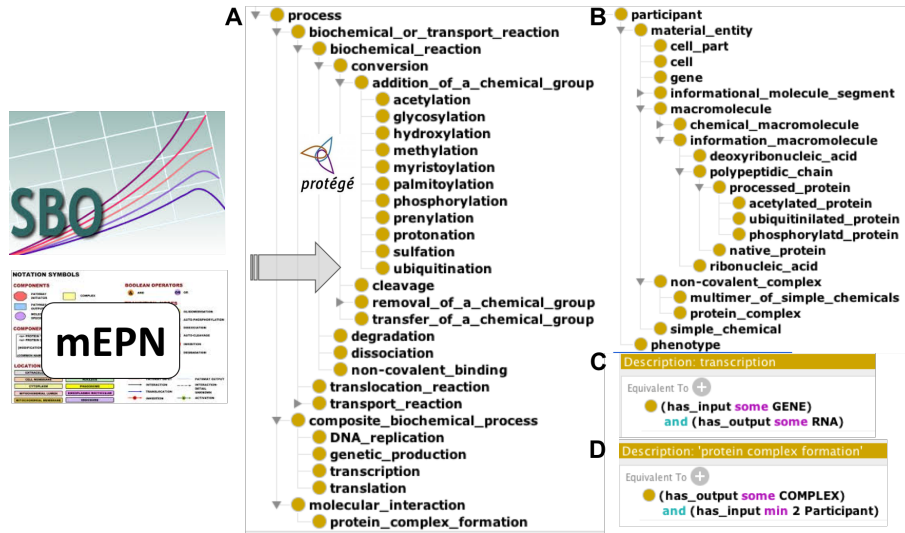 A
process
biochemical_or_transport_reaction
biochemical_reaction
conversion
addition_of_a_chemical_group
acetylation
glycosylation
hydroxylation
methylation
myristoylation
palmitoylation
phosphorylation
prenylation
protonation
sulfation
ubiquitination
cleavage
removal_of_a_chemical_group
transfer_of_a_chemical_group
degradation
dissociation
non-covalent_binding
translocation_reaction
transport_reaction
composite_biochemical_process
DNA_replication
genetic_production
transcription
translation
molecular_interaction
protein_complex_formation
protégé
SBO
NOTATION SYMBOLS
COMPONENTS
BOOLEAN OPERATORS
COMPLEX
AND
OR
mEPN
B
participant
material_entity
cell_part
cell
gene
informational_molecule_segment
macromolecule
chemical_macromolecule
information_macromolecule
deoxyribonucleic_acid
polypeptidic_chain
processed_protein
acetylated_protein
ubiquitinilated_protein
phosphorylatd_protein
native_protein
ribonucleic_acid
non-covalent_complex
multimer_of_simple_chemicals
protein_complex
simple_chemical
phenotype
C
Description: transcription
Equivalent To
(has_input some GENE)
and (has_output some RNA)
D
Description: 'protein complex formation'
Equivalent To
(has_output some COMPLEX)
and (has_input min 2 Participant)